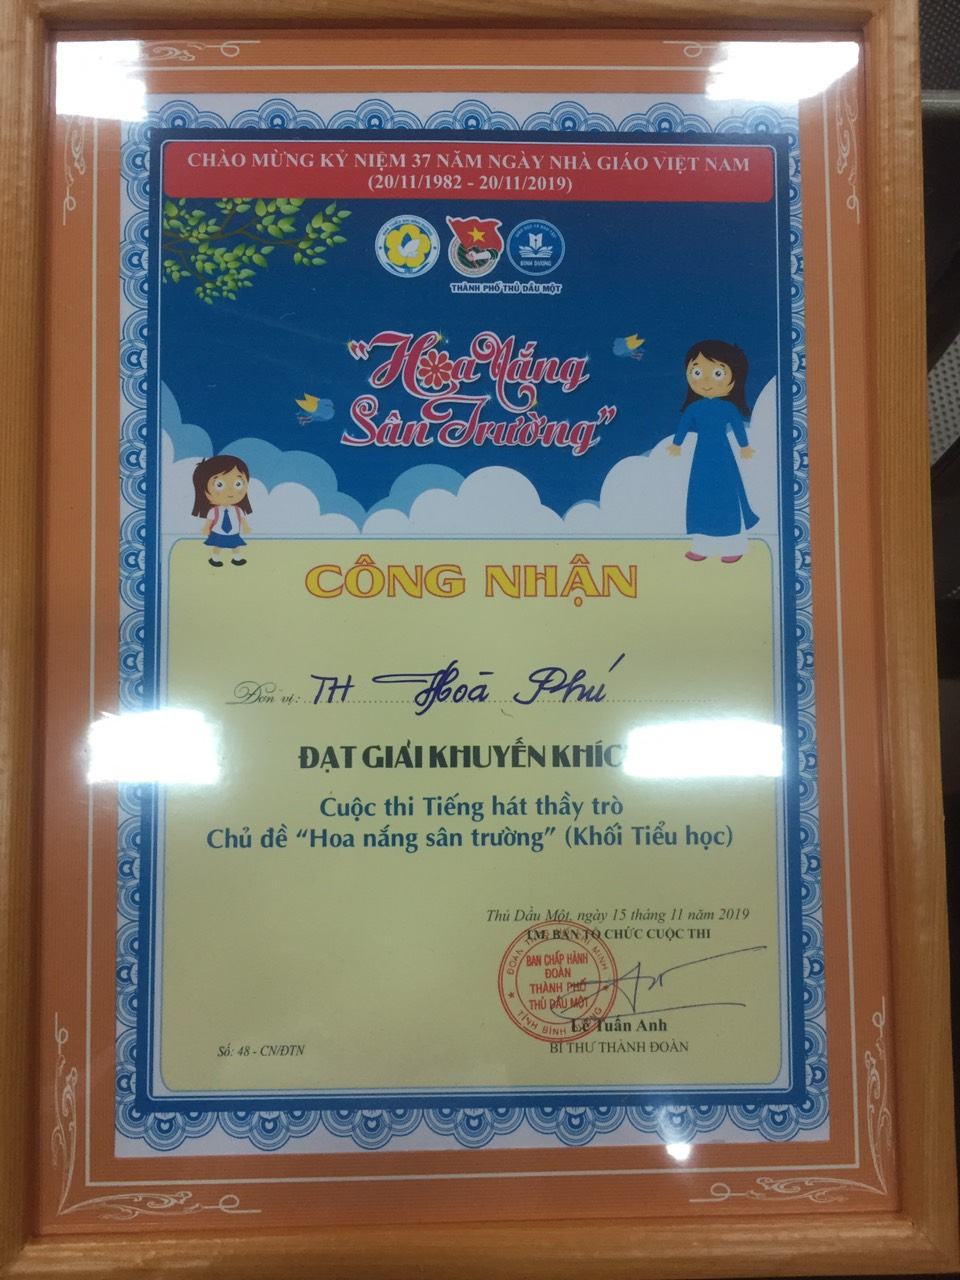 CHÀO MỪNG KỶ NIỆM 37 NĂM NGÀY NHÀ GIÁO VIỆT NAM
(20/11/1982 - 20/11/2019)
BÌNH DƯƠNG
THÀNH PHỐ THỦ DẦU MỘT
"Hoa Nắng
Sân Trường"
CÔNG NHẬN
Đơn vị: TH Hoà Phú
ĐẠT GIẢI KHUYẾN KHÍC
Cuộc thi Tiếng hát thầy trò
Chủ đề "Hoa nắng sân trường" (Khối Tiểu học)
Thủ Dầu Một, ngày 15 tháng 11 năm 2019
TM. BAN TỔ CHỨC CUỘC THI
BAN CHẤP HÀNH
ĐOÀN
THÀNH PHỐ
THỦ DẦU MỘT
Lê Tuấn Anh
BÍ THƯ THÀNH ĐOÀN
Số: 48 - CN/ĐTN